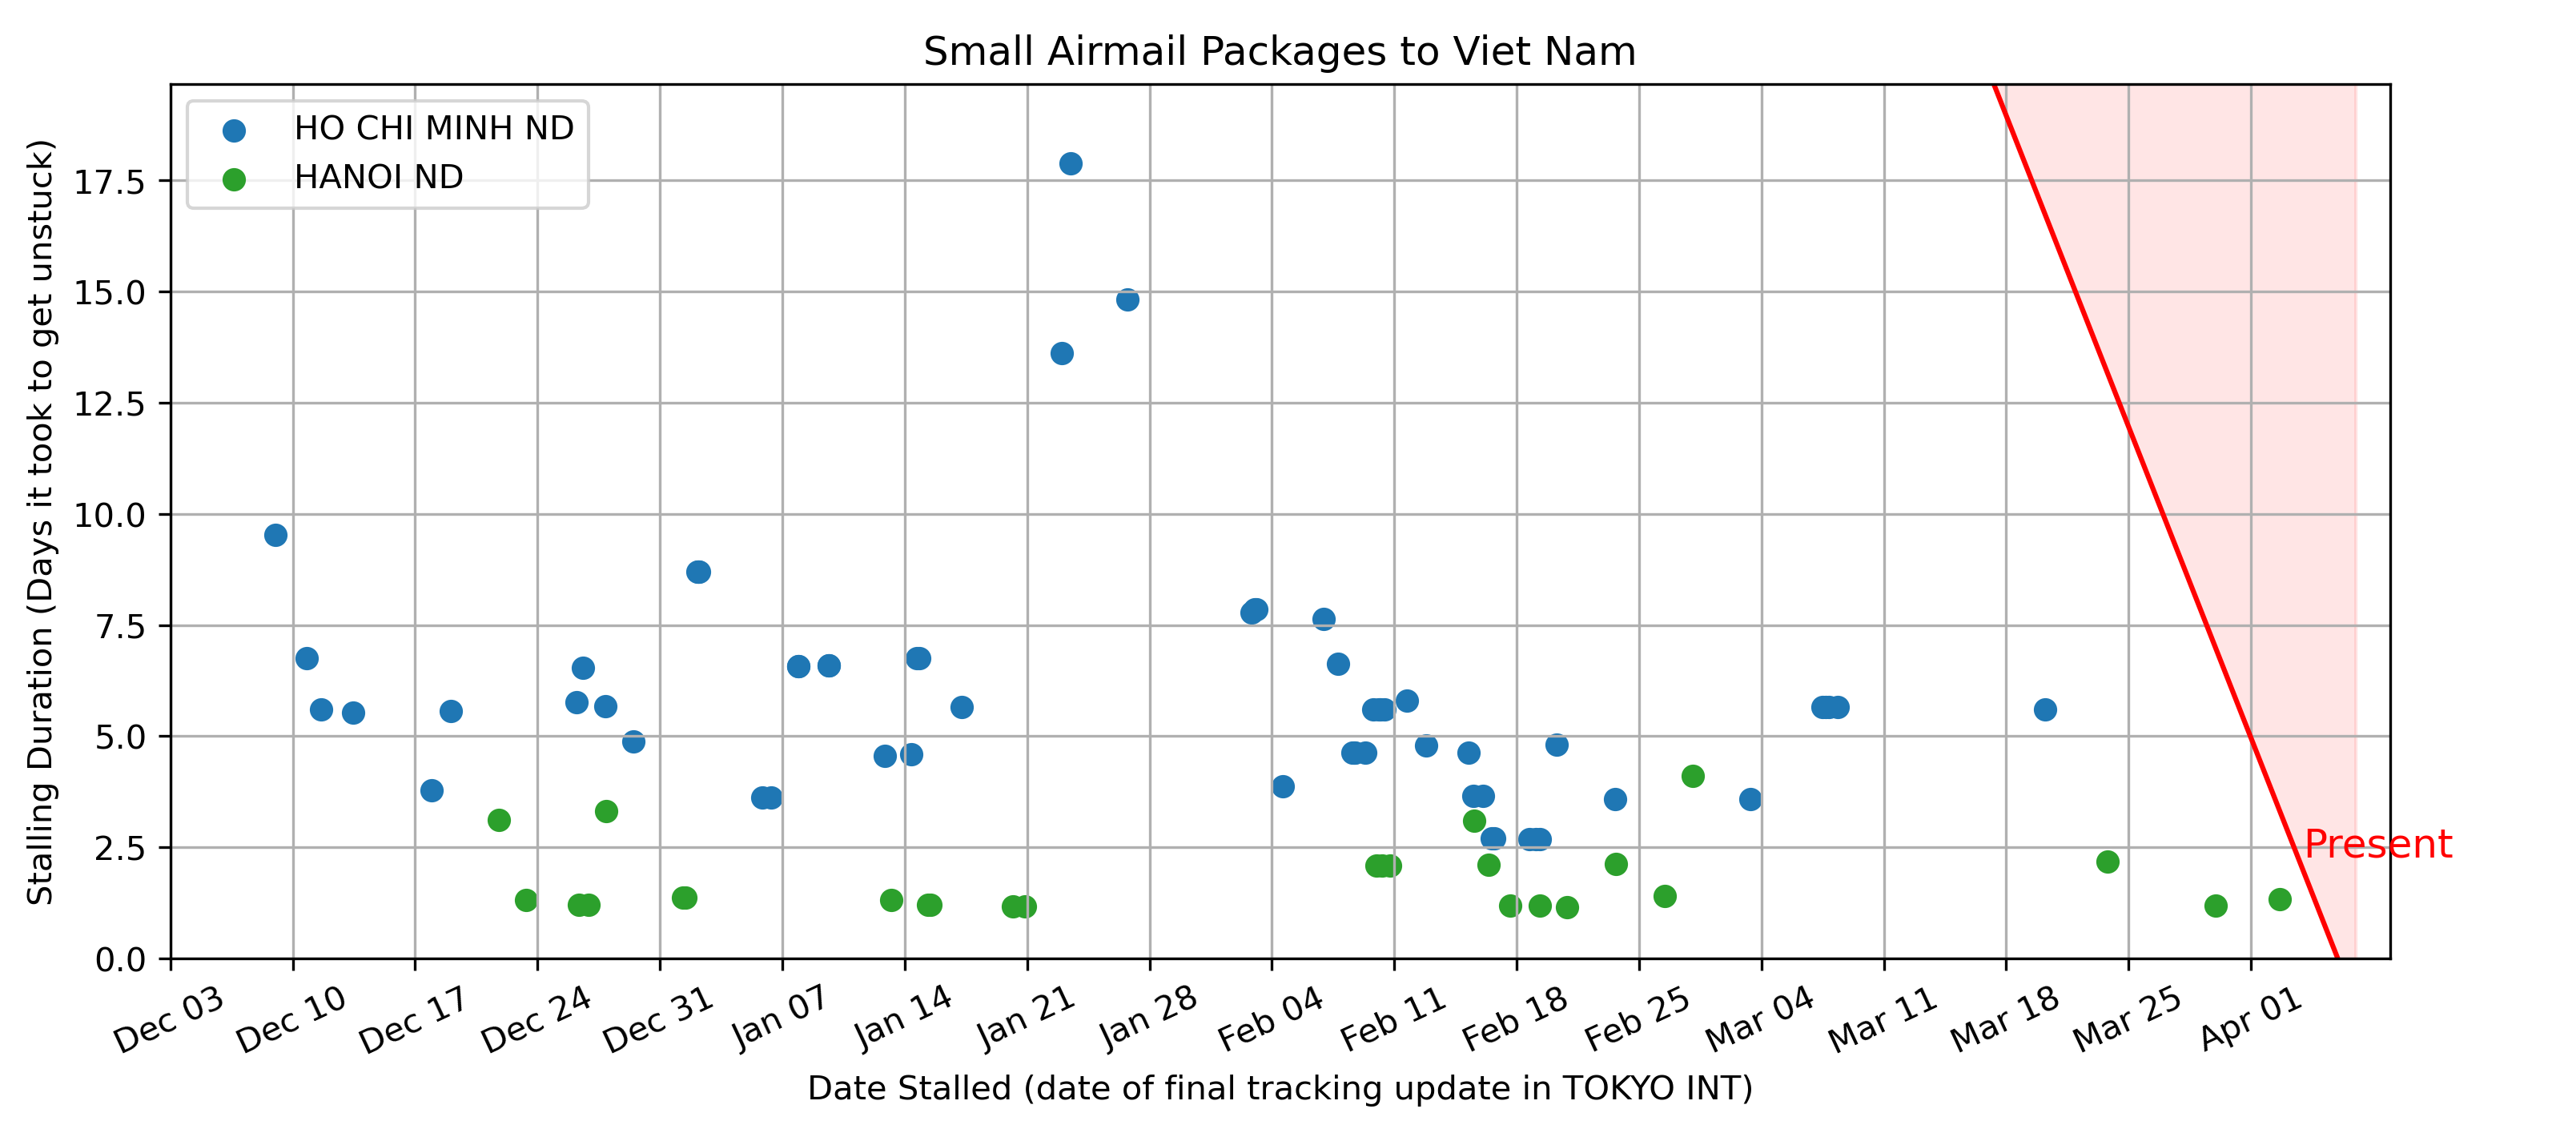 Small Airmail Packages to Viet Nam
HO CHI MINH ND
HANOI ND
Stalling Duration (Days it took to get unstuck)
17.5
15.0
12.5
10.0
7.5
5.0
2.5
0.0
Present
Dec 03
Dec 10
Dec 17
Dec 24
Dec 31
Jan 07
Jan 14
Jan 21
Jan 28
Feb 04
Feb 11
Feb 18
Feb 25
Mar 04
Mar 11
Mar 18
Mar 25
Apr 01
Date Stalled (date of final tracking update in TOKYO INT)